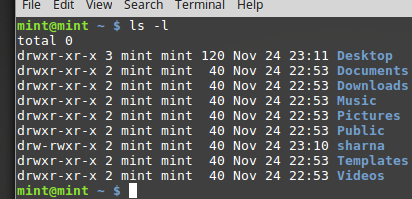 File Edit View Search Terminal Help
mint@mint ~ $ ls -l
total 0
drwxr-xr-x 3 mint mint 120 Nov 24 23:11 Desktop
drwxr-xr-x 2 mint mint  40 Nov 24 22:53 Documents
drwxr-xr-x 2 mint mint  40 Nov 24 22:53 Downloads
drwxr-xr-x 2 mint mint  40 Nov 24 22:53 Music
drwxr-xr-x 2 mint mint  40 Nov 24 22:53 Pictures
drwxr-xr-x 2 mint mint  40 Nov 24 22:53 Public
drw-rwxr-x 2 mint mint  40 Nov 24 23:10 sharna
drwxr-xr-x 2 mint mint  40 Nov 24 22:53 Templates
drwxr-xr-x 2 mint mint  40 Nov 24 22:53 Videos
mint@mint ~ $